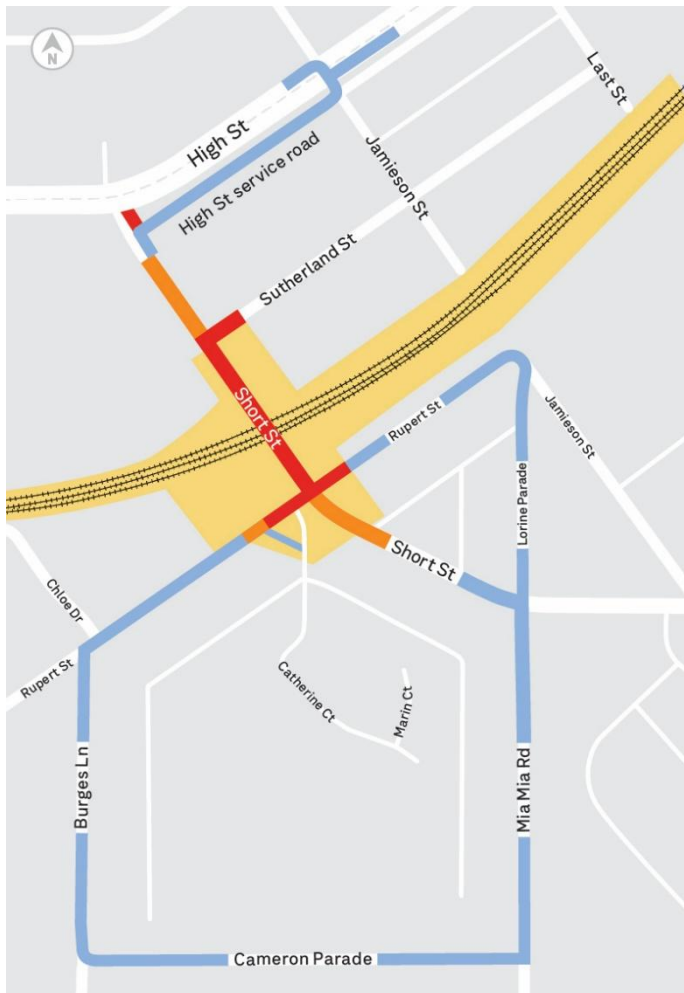 N
Last St
High St
Jamieson St
High St service road
Sutherland St
Short St
Rupert St
Jamieson St
Lorine Parade
Short St
Chloe Dr
Rupert St
Catherine Ct
Marin Ct
Burges Ln
Mia Mia Rd
Cameron Parade